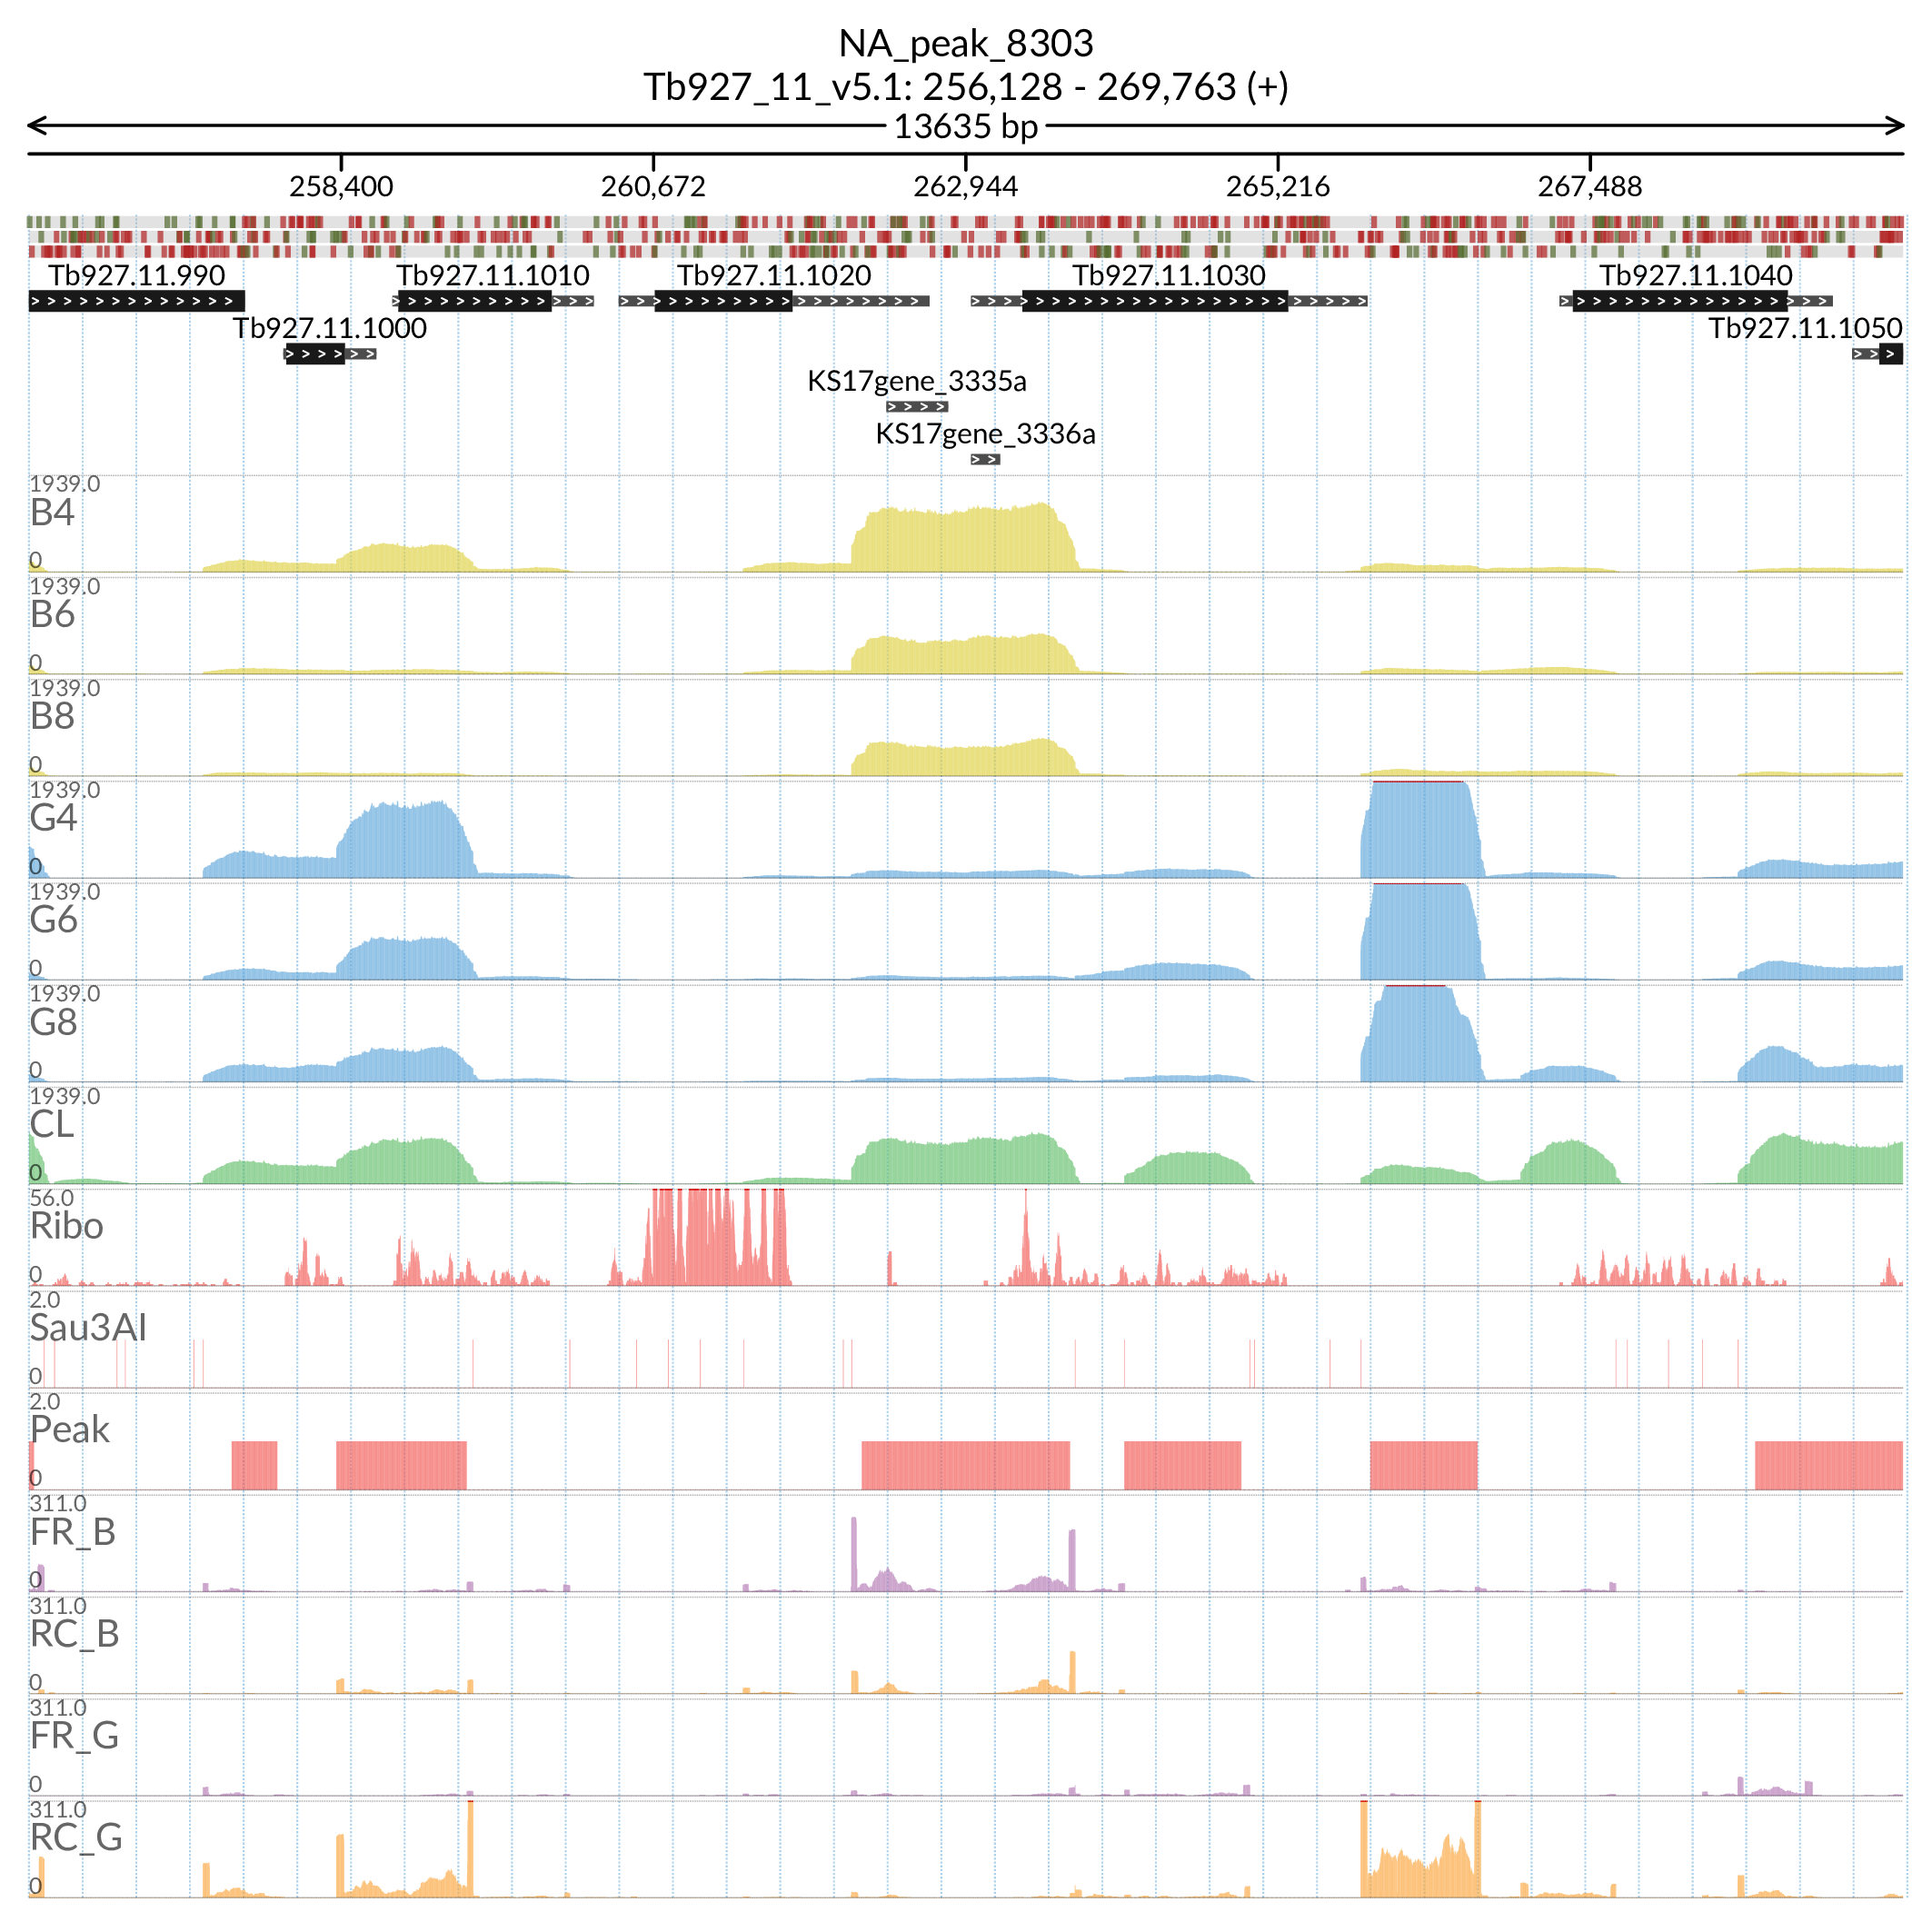 NA_peak_8303
Tb927_11_v5.1: 256,128 - 269,763 (+)
13635 bp
258,400 260,672 262,944 265,216 267,488
Tb927.11.990 Tb927.11.1010 Tb927.11.1020 Tb927.11.1030 Tb927.11.1040
Tb927.11.1000 Tb927.11.1050
KS17gene_3335a
KS17gene_3336a
1939.0
B4
0
1939.0
B6
0
1939.0
B8
0
1939.0
G4
0
1939.0
G6
0
1939.0
G8
0
1939.0
CL
0
56.0
Ribo
0
2.0
Sau3AI
0
2.0
Peak
0
311.0
FR_B
0
311.0
RC_B
0
311.0
FR_G
0
311.0
RC_G
0